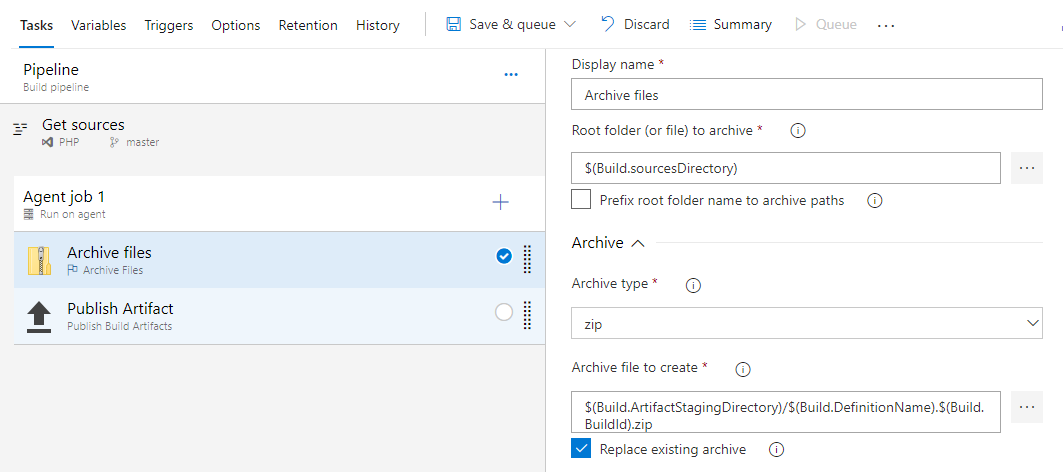 Tasks Variables Triggers Options Retention History Save & queue Discard Summary Queue ...
Pipeline
Build pipeline
...
Get sources
PHP master
Agent job 1
Run on agent
Archive files
Archive Files
Publish Artifact
Publish Build Artifacts
Display name *
Archive files
Root folder (or file) to archive *
$(Build.sourcesDirectory)
...
Prefix root folder name to archive paths
Archive
Archive type *
zip
Archive file to create *
$(Build.ArtifactStagingDirectory)/$(Build.DefinitionName).$(Build.
BuildId).zip
...
Replace existing archive